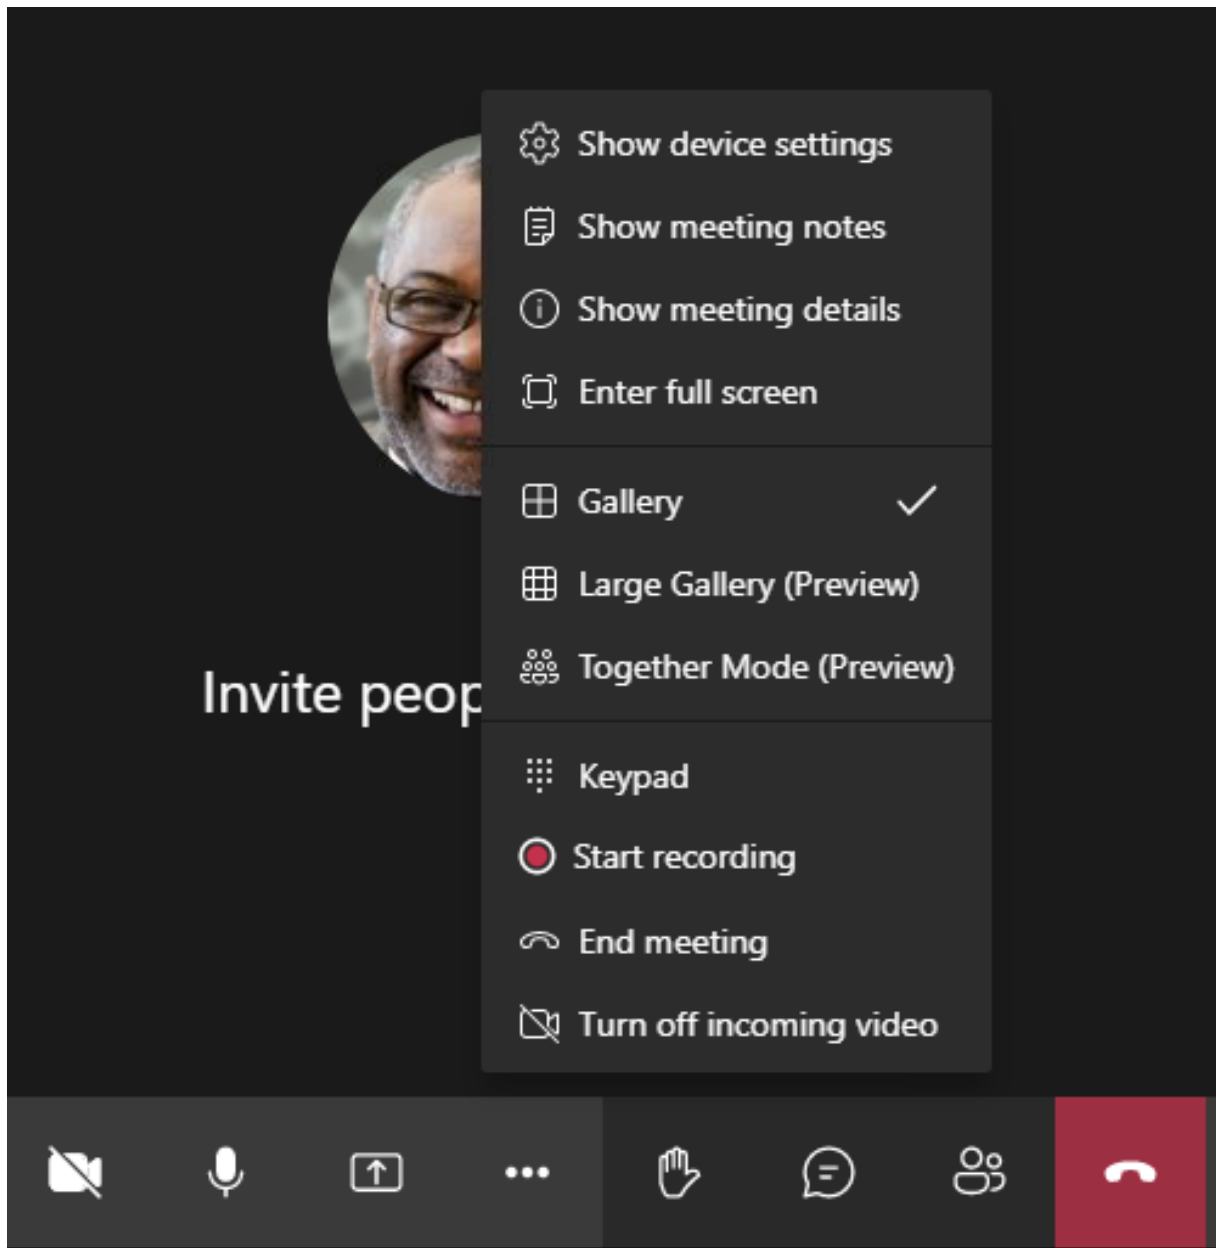 Show device settings
Show meeting notes
Show meeting details
Enter full screen
Gallery
Large Gallery (Preview)
Together Mode (Preview)
Invite peop
Keypad
Start recording
End meeting
Turn off incoming video